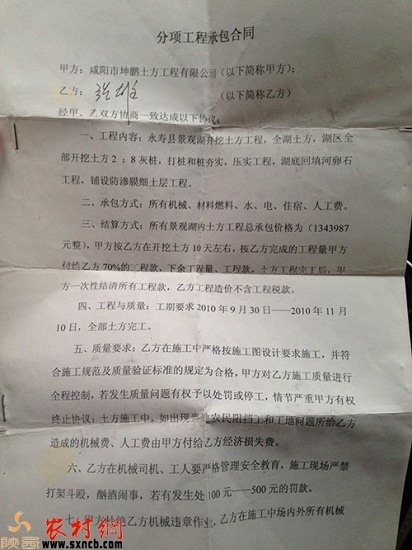 分项工程承包合同
甲方：咸阳市坤鹏土方工程有限公司（以下简称甲方：
乙方： （以下简称乙方）
经甲、乙双方协商一致达成以下协议：
一、工程内容：永寿县景观湖开挖土方工程，全湖土方，湖区全
部开挖土方2：8灰桩，打桩和桩夯实，压实工程，湖底回填河卵石
工程，铺设防渗膜细土层工程。
二、承包方式：所有机械、材料燃料、水、电、住宿、人工费。
三、结算方式：所有景观湖内土方工程总承包价格为（1343987
元整），甲方按乙方在开挖土方10天左右，按乙方完成的工程量甲方
付给乙方70%的工程款，下余工程量、工程款，土方工程完工后，甲
方一次性结清所有工程款，乙方工程造价不含工程税款。
四、工程与质量：工期要求2010年9月30日——2010年11月
10日，全部土方完工。
五、质量要求：乙方在施工中严格按施工图设计要求施工，并符
合施工规范及质量验证标准的规定为合格，甲方对乙方施工质量进行
全程控制，若发生质量问题有权予以处罚或停工，情节严重甲方有权
终止协议；土方施工中，如出现当地农民阻挡工和工地问题所给乙方
造成的机械费、人工费由甲方付给乙方经济损失费。
六、乙方在机械司机、工人要严格管理安全教育，施工现场严禁
打架斗殴，酗酒闹事，若有发生处100元——500元的罚款。
七、甲方给乙方机械违章作业，乙方在施工中场内外所有机械
陕西农村网
www.sxncb.com